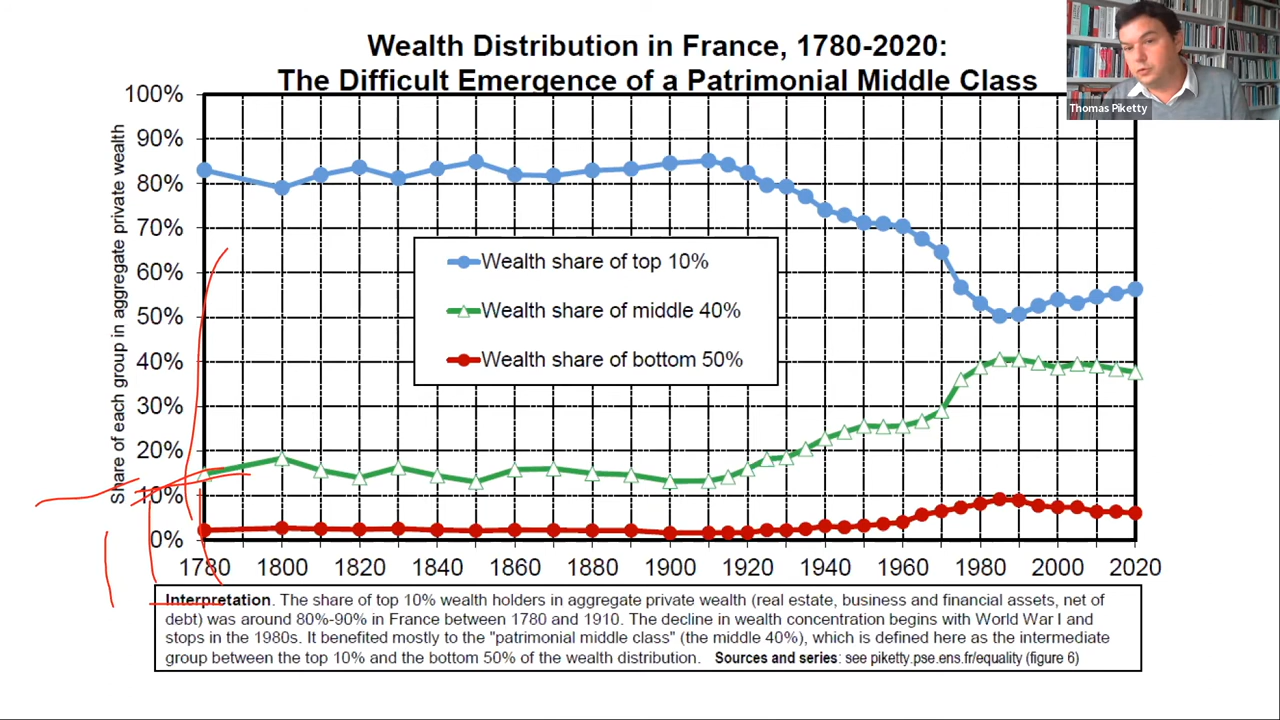 Wealth Distribution in France, 1780-2020:
The Difficult Emergence of a Patrimonial Middle Class
Thomas Piketty
Share of each group in aggregate private wealth
100%
90%
80%
70%
60%
50%
40%
30%
20%
10%
0%
Wealth share of top 10%
Wealth share of middle 40%
Wealth share of bottom 50%
1780 1800 1820 1840 1860 1880 1900 1920 1940 1960 1980 2000 2020
Interpretation. The share of top 10% wealth holders in aggregate private wealth (real estate, business and financial assets, net of
debt) was around 80%-90% in France between 1780 and 1910. The decline in wealth concentration begins with World War I and
stops in the 1980s. It benefited mostly to the "patrimonial middle class" (the middle 40%), which is defined here as the intermediate
group between the top 10% and the bottom 50% of the wealth distribution. Sources and series: see piketty.pse.ens.fr/equality (figure 6)